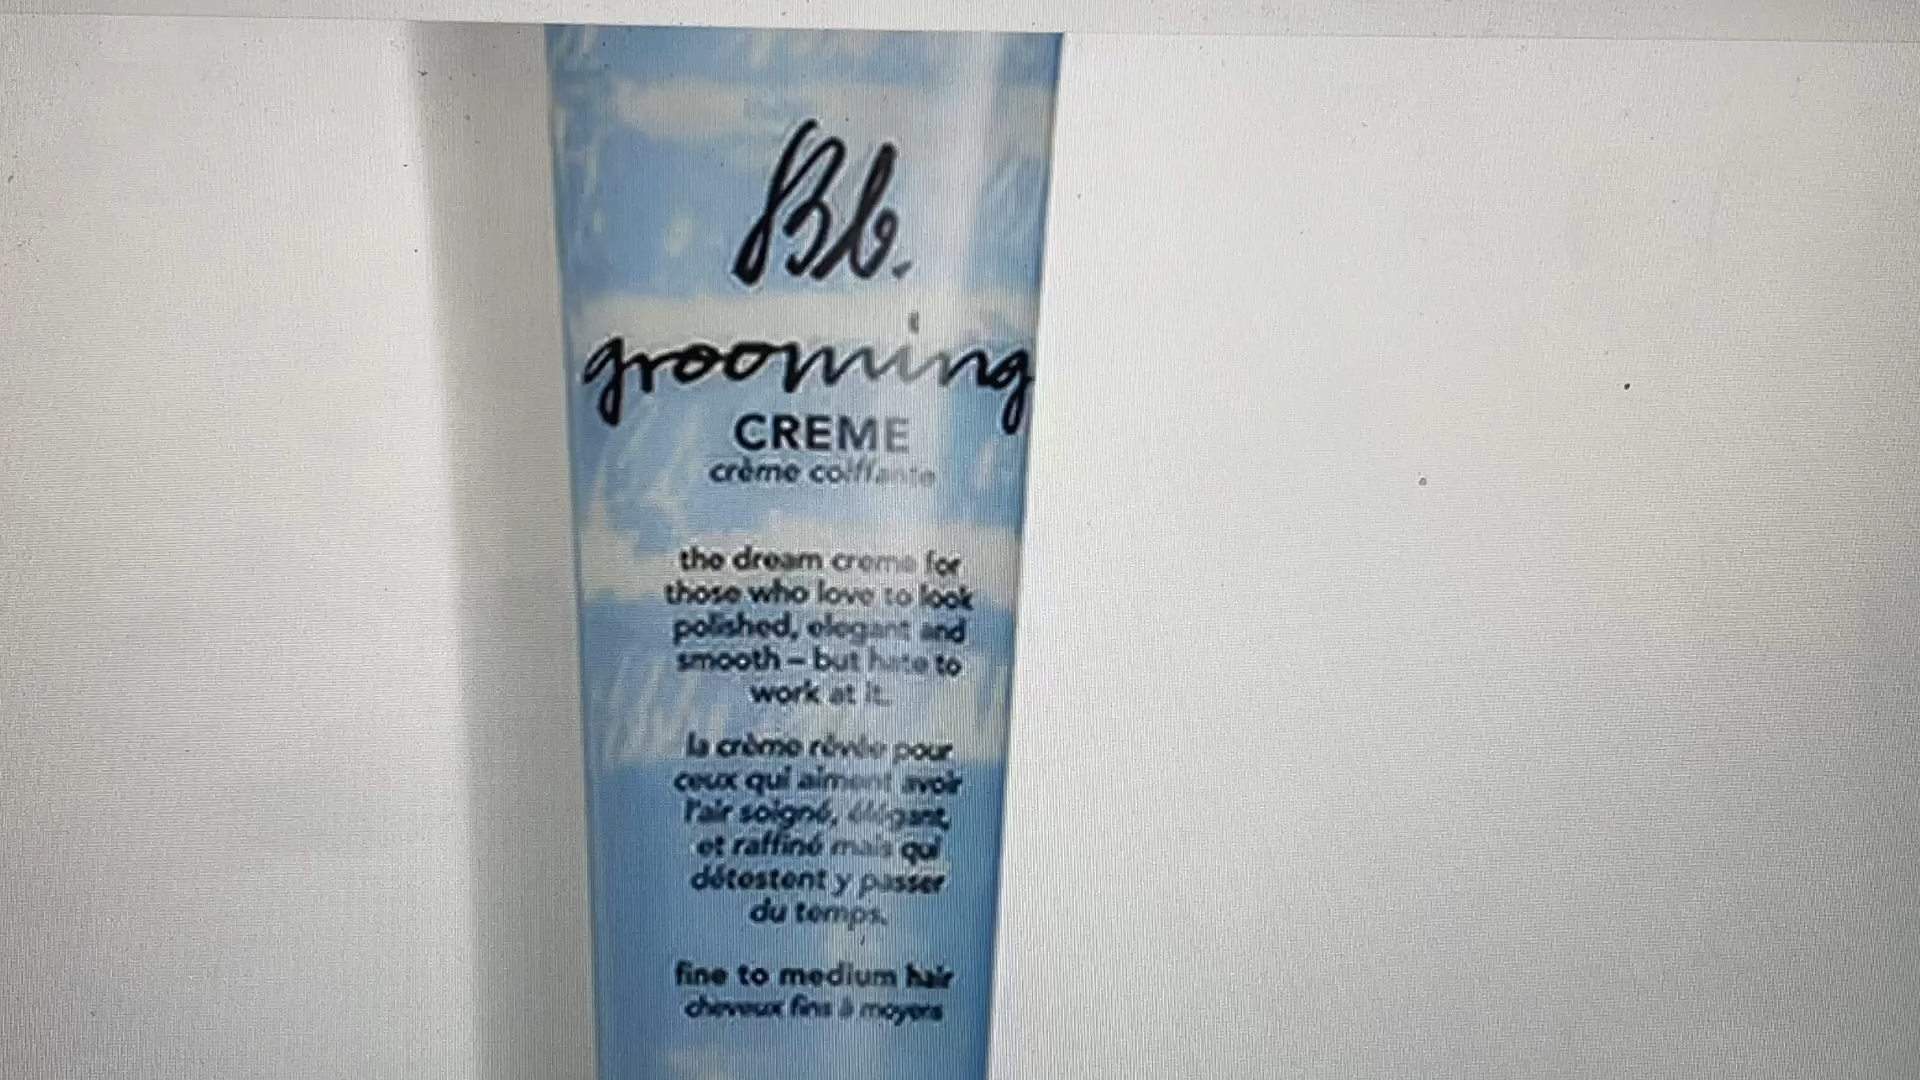 Bb.
grooming
CREME
crème coiffante
the dream creme for
those who love to look
polished, elegant and
smooth – but hate to
work at it.
la crème rêvée pour
ceux qui aiment avoir
l'air soigné, élégant,
et raffiné mais qui
détestent y passer
du temps.
fine to medium hair
cheveux fins à moyens